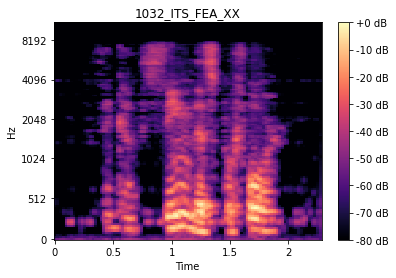 1032_ITS_FEA_XX
+0 dB
8192
-10 dB
4096
-20 dB
-30 dB
2048
-40 dB
Hz
1024
-50 dB
-60 dB
512
-70 dB
0
-80 dB
0 0.5 1 1.5 2
Time